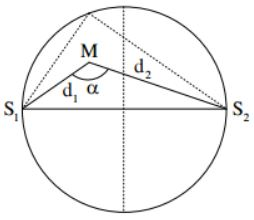 M
d₁ α d₂
S₁ S₂